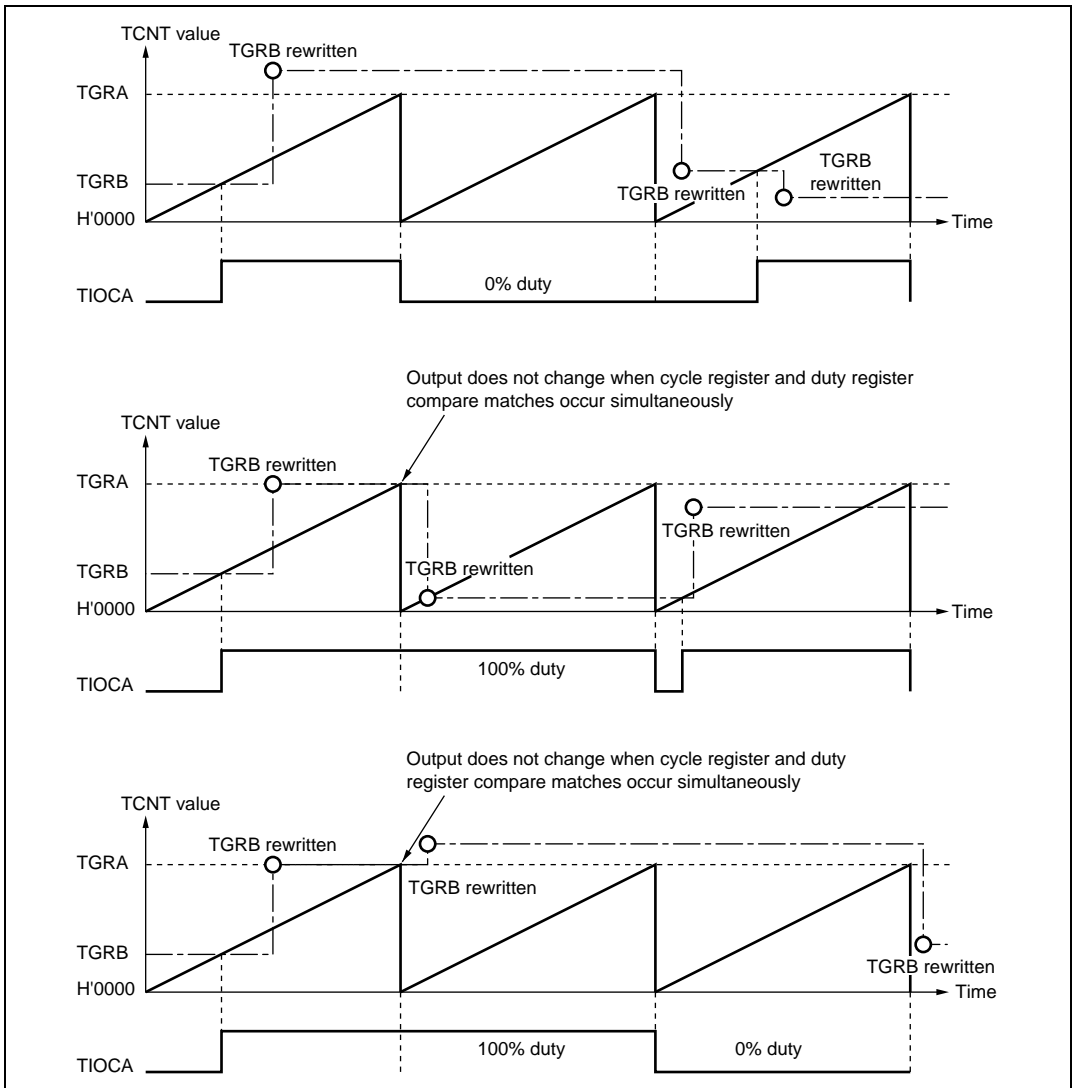 TCNT value
TGRB rewritten
TGRA
TGRB
rewritten
TGRB
TGRB rewritten
H'0000
Time
0% duty
TIOCA
Output does not change when cycle register and duty register
compare matches occur simultaneously
TCNT value
TGRB rewritten
TGRA
TGRB rewritten
TGRB
TGRB rewritten
H'0000
Time
100% duty
TIOCA
Output does not change when cycle register and duty
register compare matches occur simultaneously
TCNT value
TGRB rewritten
TGRA
TGRB rewritten
TGRB
TGRB rewritten
H'0000
Time
100% duty
0% duty
TIOCA